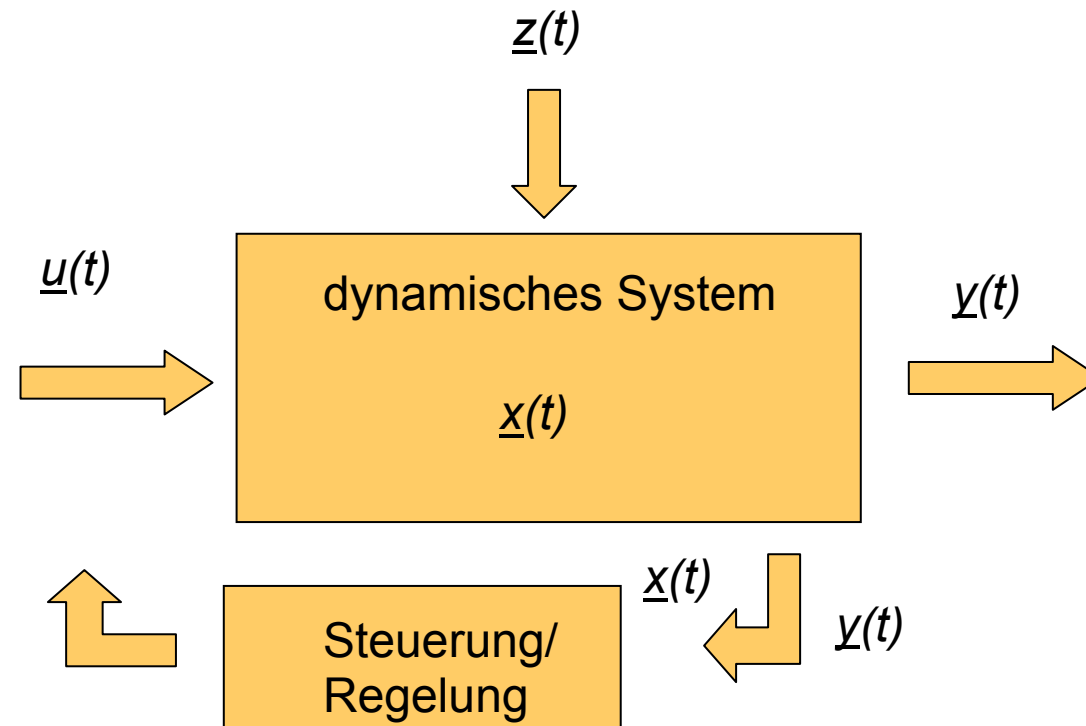 z(t)
u(t)
dynamisches System
y(t)
x(t)
x(t)
y(t)
Steuerung/
Regelung